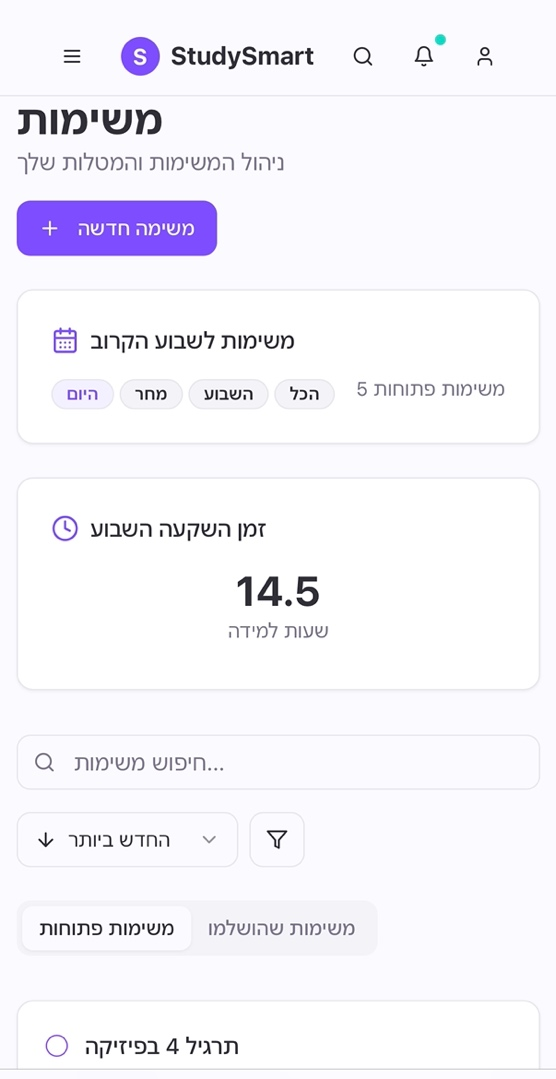 S StudySmart
משימות
ניהול המשימות והמטלות שלך
משימה חדשה +
משימות לשבוע הקרוב
היום מחר השבוע הכל
5 משימות פתוחות
זמן השקעה השבוע
14.5
שעות למידה
חיפוש משימות...
החדש ביותר
משימות פתוחות משימות שהושלמו
תרגיל 4 בפיזיקה